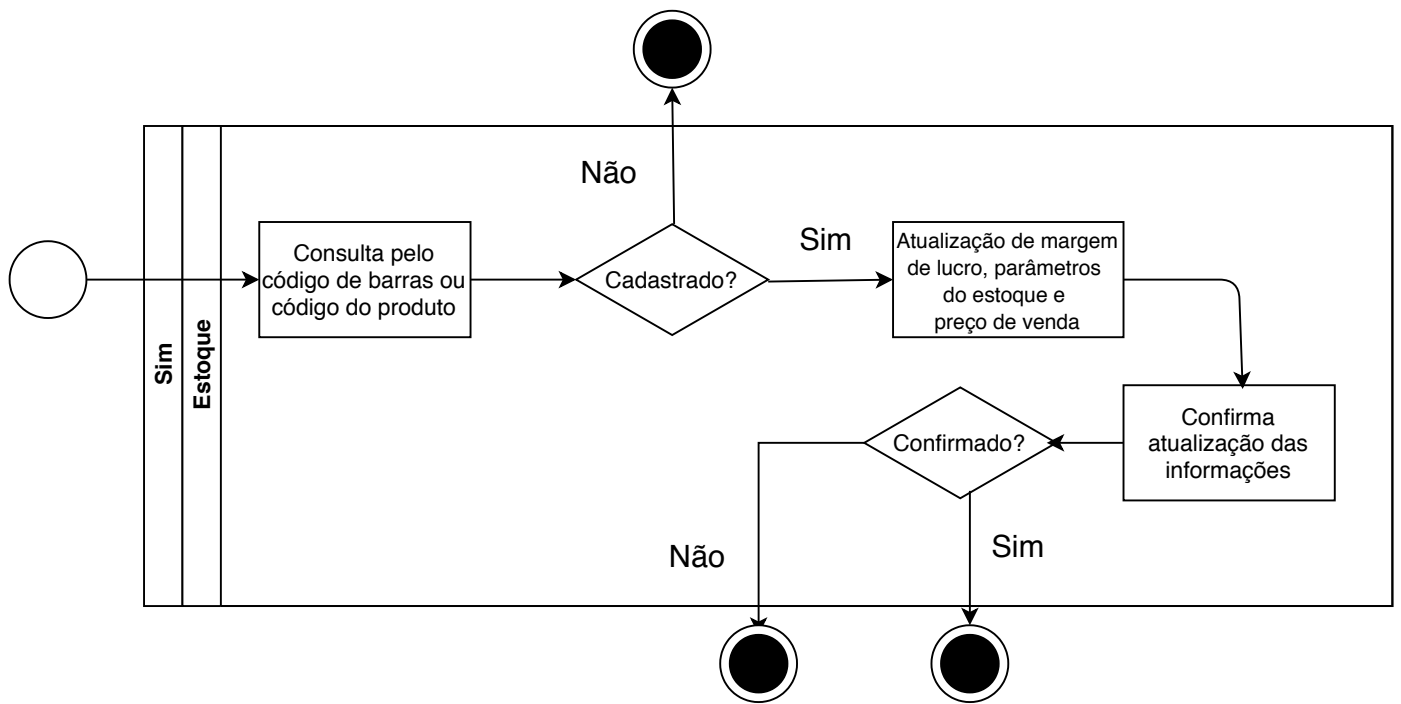 Não
Consulta pelo
código de barras ou
código do produto
Cadastrado?
Sim
Atualização de margem
de lucro, parâmetros
do estoque e
preço de venda
Sim
Estoque
Confirmado?
Confirma
atualização das
informações
Não
Sim